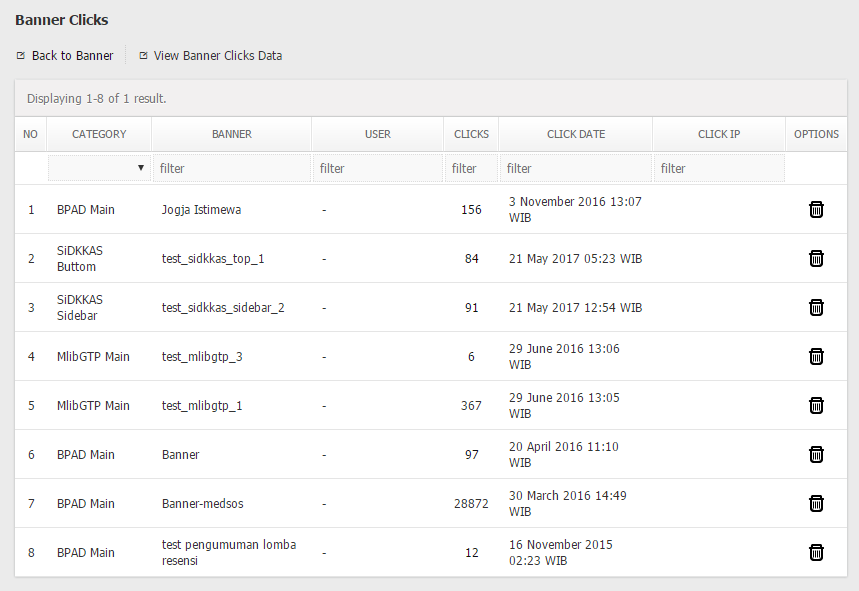 Banner Clicks
Back to Banner View Banner Clicks Data
Displaying 1-8 of 1 result.
NO CATEGORY BANNER USER CLICKS CLICK DATE CLICK IP OPTIONS
filter filter filter filter filter
1 BPAD Main Jogja Istimewa - 156 3 November 2016 13:07
WIB
2 SiDKKAS
Buttom test_sidkkas_top_1 - 84 21 May 2017 05:23 WIB
3 SiDKKAS
Sidebar test_sidkkas_sidebar_2 - 91 21 May 2017 12:54 WIB
4 MlibGTP Main test_mlibgtp_3 - 6 29 June 2016 13:06
WIB
5 MlibGTP Main test_mlibgtp_1 - 367 29 June 2016 13:05
WIB
6 BPAD Main Banner - 97 20 April 2016 11:10
WIB
7 BPAD Main Banner-medsos - 28872 30 March 2016 14:49
WIB
8 BPAD Main test pengumuman lomba
resensi - 12 16 November 2015
02:23 WIB